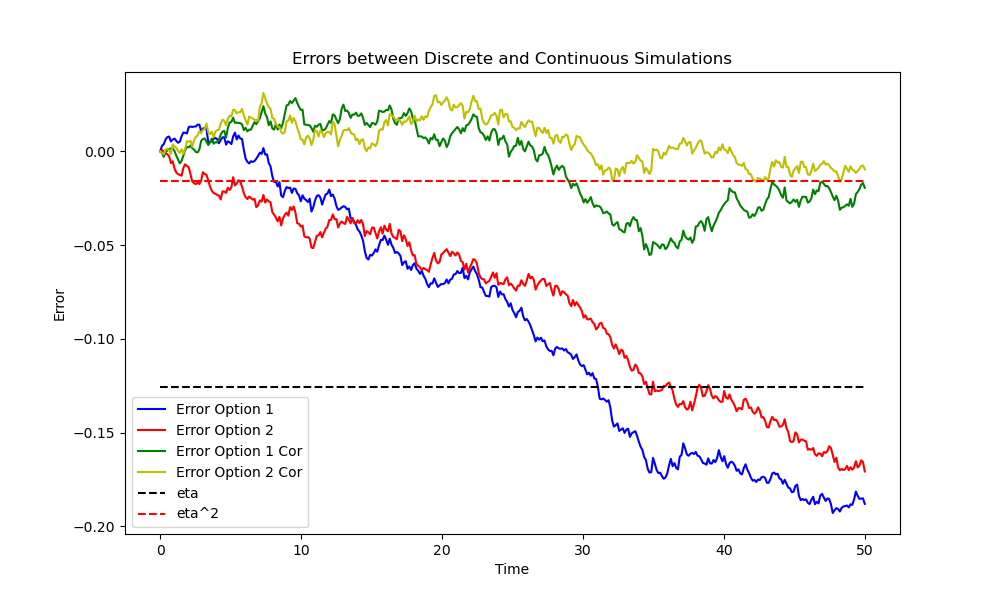 Errors between Discrete and Continuous Simulations
Error
0.00
−0.05
−0.10
−0.15
−0.20
Error Option 1
Error Option 2
Error Option 1 Cor
Error Option 2 Cor
eta
eta^2
0 10 20 30 40 50
Time